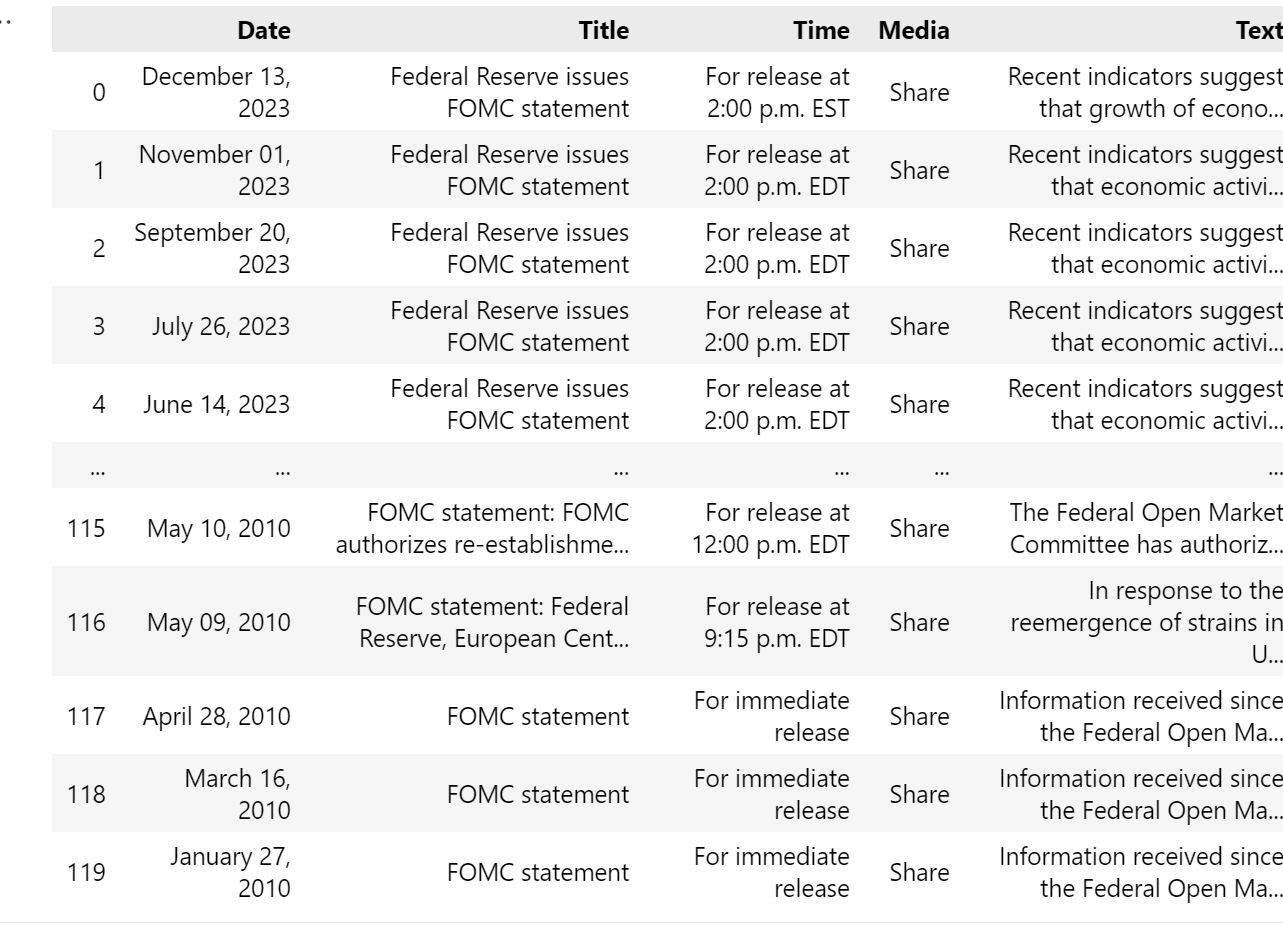 ..
Date Title Time Media Text
0 December 13, 2023 Federal Reserve issues FOMC statement For release at 2:00 p.m. EST Share Recent indicators suggest that growth of econo...
1 November 01, 2023 Federal Reserve issues FOMC statement For release at 2:00 p.m. EDT Share Recent indicators suggest that economic activi...
2 September 20, 2023 Federal Reserve issues FOMC statement For release at 2:00 p.m. EDT Share Recent indicators suggest that economic activi...
3 July 26, 2023 Federal Reserve issues FOMC statement For release at 2:00 p.m. EDT Share Recent indicators suggest that economic activi...
4 June 14, 2023 Federal Reserve issues FOMC statement For release at 2:00 p.m. EDT Share Recent indicators suggest that economic activi...
... ... ... ... ... ...
115 May 10, 2010 FOMC statement: FOMC authorizes re-establishme... For release at 12:00 p.m. EDT Share The Federal Open Market Committee has authoriz...
116 May 09, 2010 FOMC statement: Federal Reserve, European Cent... For release at 9:15 p.m. EDT Share In response to the reemergence of strains in U...
117 April 28, 2010 FOMC statement For immediate release Share Information received since the Federal Open Ma...
118 March 16, 2010 FOMC statement For immediate release Share Information received since the Federal Open Ma...
119 January 27, 2010 FOMC statement For immediate release Share Information received since the Federal Open Ma...